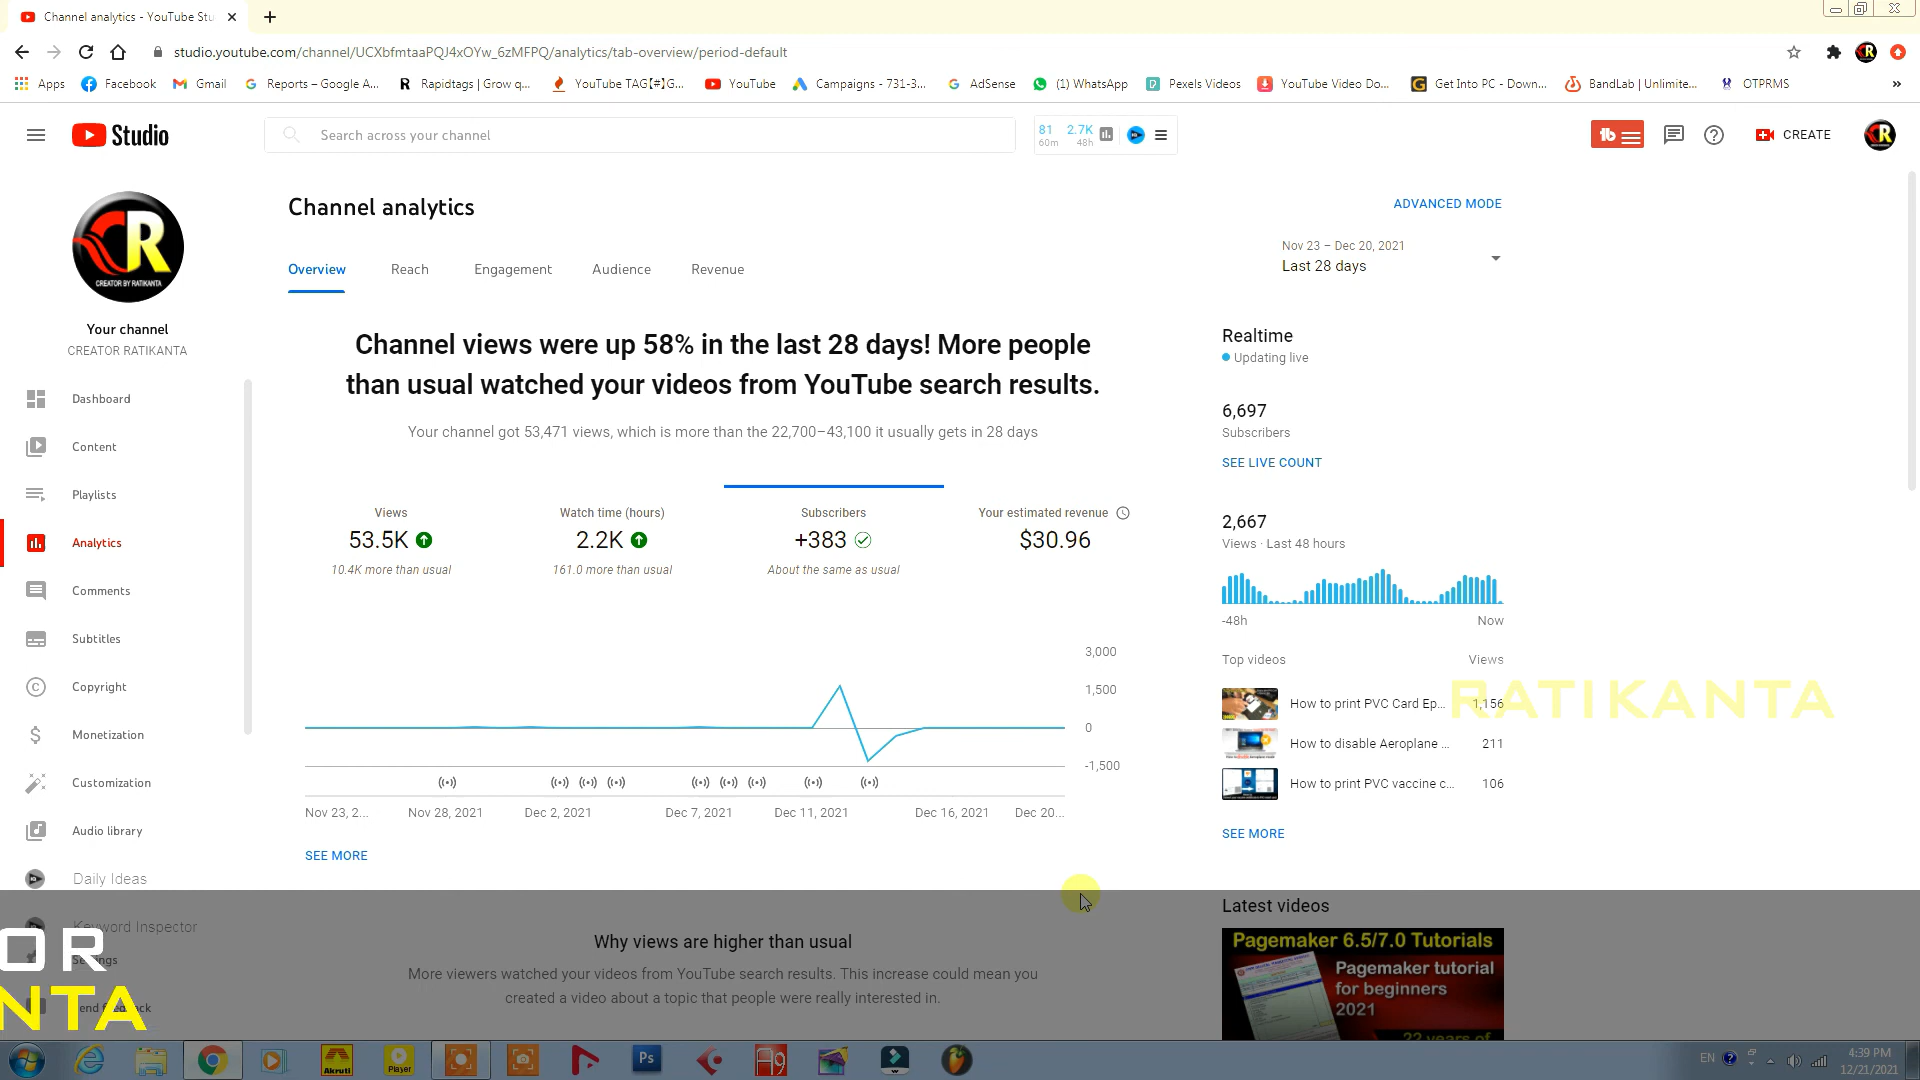 Channel analytics - YouTube Stu
studio.youtube.com/channel/UCXbfmtaaPQJ4xOYw_6zMFPQ/analytics/tab-overview/period-default
Apps Facebook Gmail Reports – Google A... Rapidtags | Grow q... YouTube TAG【#】G... YouTube Campaigns - 731-3... AdSense (1) WhatsApp Pexels Videos YouTube Video Do... Get Into PC - Down... BandLab | Unlimite... OTPRMS »
Studio
Search across your channel
81 2.7K
60m 48h
CREATE
CR
CREATOR BY RATIKANTA
Your channel
CREATOR RATIKANTA
Dashboard
Content
Playlists
Analytics
Comments
Subtitles
Copyright
Monetization
Customization
Audio library
Daily Ideas
Keyword Inspector
Channel analytics
ADVANCED MODE
Overview Reach Engagement Audience Revenue
Nov 23 – Dec 20, 2021
Last 28 days
Channel views were up 58% in the last 28 days! More people
than usual watched your videos from YouTube search results.
Your channel got 53,471 views, which is more than the 22,700–43,100 it usually gets in 28 days
Views
53.5K
10.4K more than usual
Watch time (hours)
2.2K
161.0 more than usual
Subscribers
+383
About the same as usual
Your estimated revenue
$30.96
3,000
1,500
0
-1,500
Nov 23, 2... Nov 28, 2021 Dec 2, 2021 Dec 7, 2021 Dec 11, 2021 Dec 16, 2021 Dec 20...
SEE MORE
Why views are higher than usual
More viewers watched your videos from YouTube search results. This increase could mean you
created a video about a topic that people were really interested in.
Realtime
Updating live
6,697
Subscribers
SEE LIVE COUNT
2,667
Views · Last 48 hours
-48h Now
Top videos Views
How to print PVC Card Ep... 1,156
How to disable Aeroplane ... 211
How to print PVC vaccine c... 106
SEE MORE
RATIKANTA
Latest videos
Pagemaker 6.5/7.0 Tutorials
Pagemaker tutorial
for beginners
2021
22 years of
OR
NTA
Akruti Player Ps
EN
4:39 PM
12/21/2021